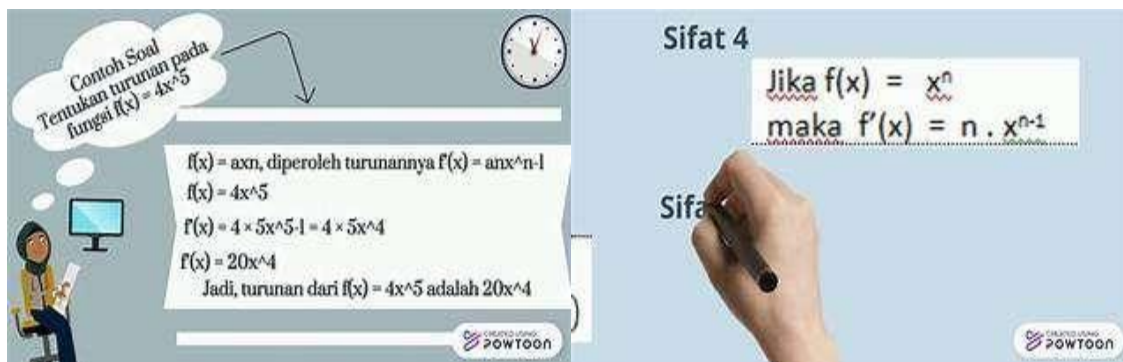 Contoh Soal
Tentukan turunan pada
fungsi f(x) = 4x^5
f(x) = axn, diperoleh turunannya f'(x) = anx^n-1
f(x) = 4x^5
f'(x) = 4 × 5x^5-1 = 4 × 5x^4
f'(x) = 20x^4
Jadi, turunan dari f(x) = 4x^5 adalah 20x^4
CREATED USING
POWTOON
Sifat 4
Jika f(x) = xⁿ
maka f'(x) = n . xⁿ⁻¹
CREATED USING
POWTOON